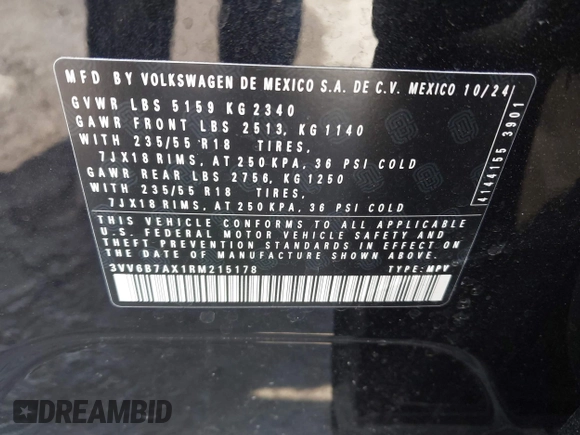 MFD BY VOLKSWAGEN DE MEXICO S.A. DE C.V. MEXICO 10/24
GVWR LBS 5159 KG 2340
GAWR FRONT LBS 2513, KG 1140
WITH 235/55 R18 TIRES,
7JX18 RIMS, AT 250 KPA, 36 PSI COLD
GAWR REAR LBS 2756, KG 1250
WITH 235/55 R18 TIRES,
7JX18 RIMS, AT 250 KPA, 36 PSI COLD
THIS VEHICLE CONFORMS TO ALL APPLICABLE
U.S. FEDERAL MOTOR VEHICLE SAFETY AND
THEFT PREVENTION STANDARDS IN EFFECT ON
THE DATE OF MANUFACTURE SHOWN ABOVE.
3VV6B7AX1RM215178 TYPE: MPV
4144155 3901
DREAMBID